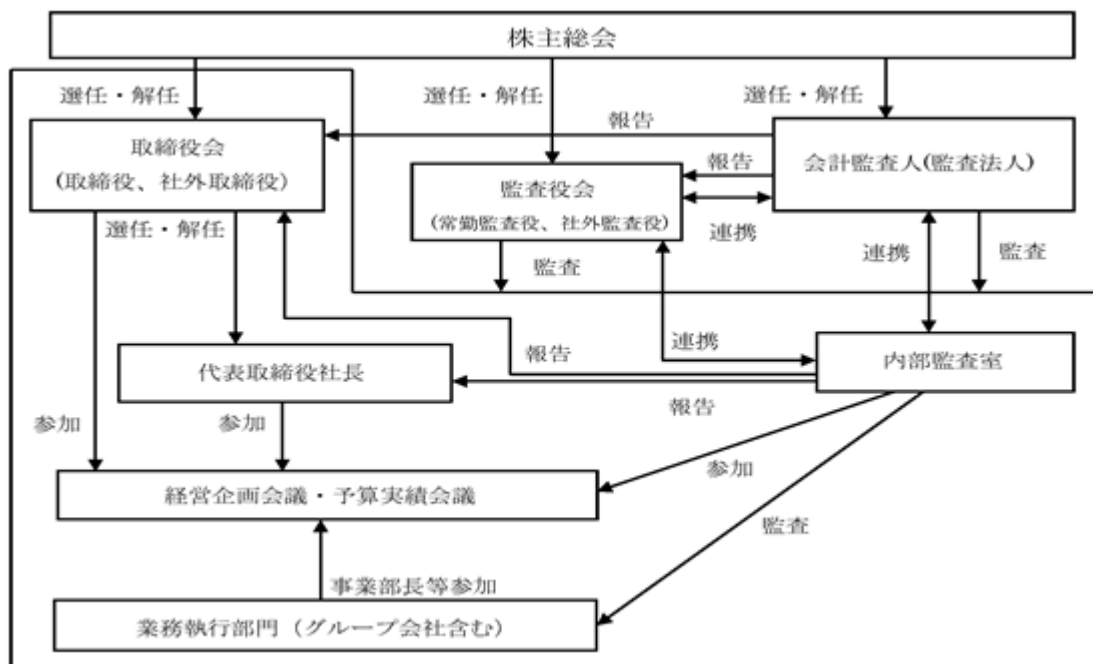 株主総会
選任・解任
選任・解任
選任・解任
報告
取締役会
(取締役、社外取締役)
報告
会計監査人(監査法人)
監査役会
(常勤監査役、社外監査役)
選任・解任
連携
監査
連携
監査
報告
連携
内部監査室
代表取締役社長
報告
参加
参加
参加
経営企画会議・予算実績会議
監査
事業部長等参加
業務執行部門（グループ会社含む）